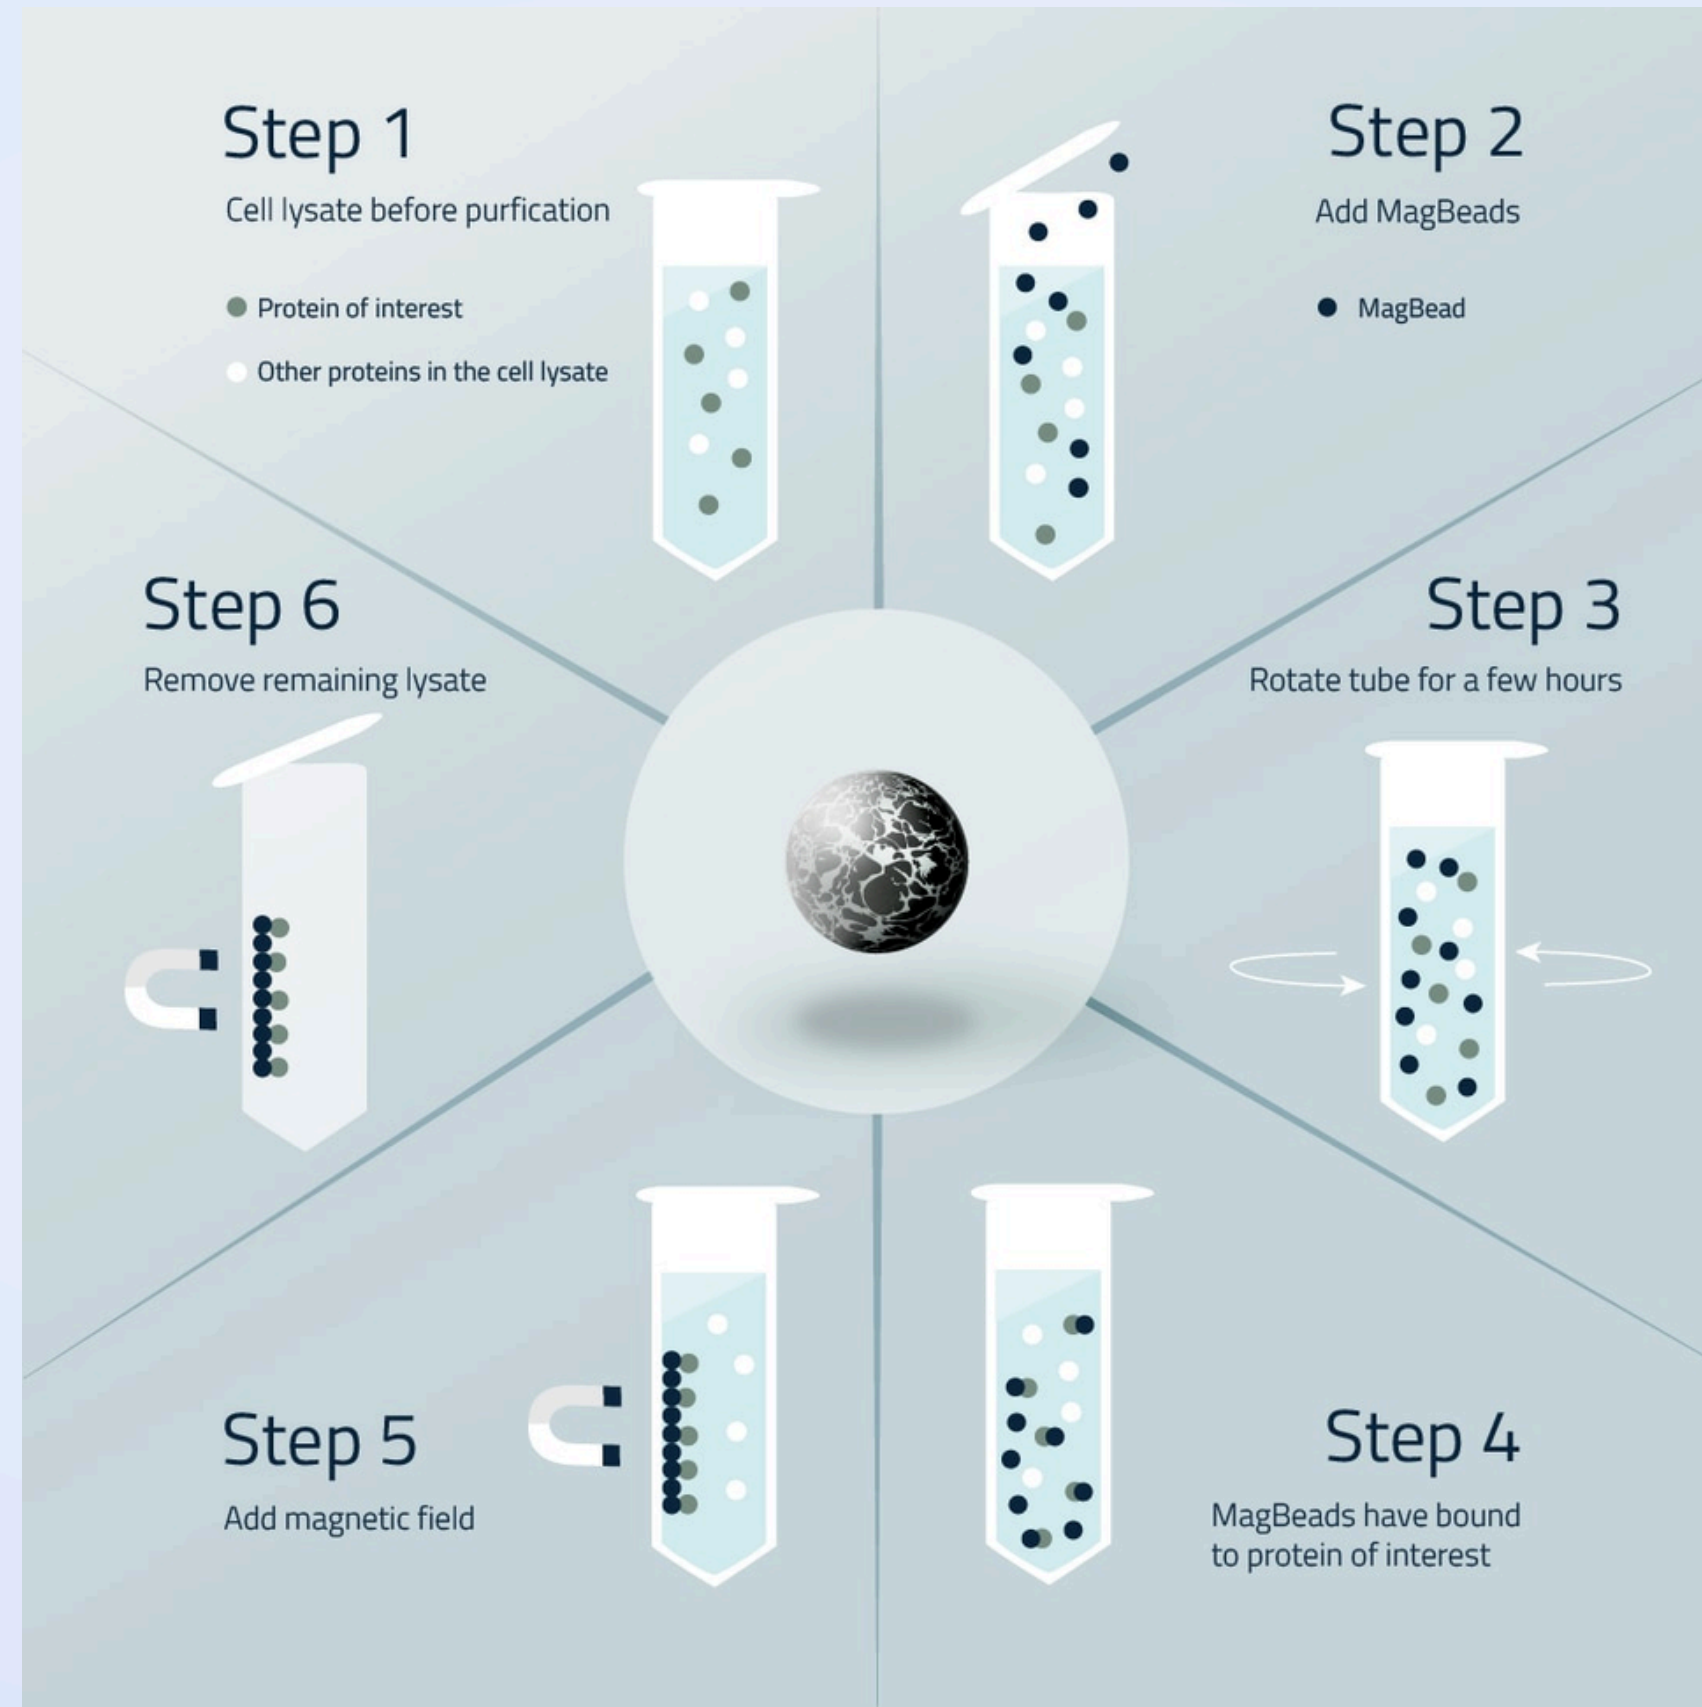 Step 1
Cell lysate before purfication
Protein of interest
Other proteins in the cell lysate
Step 2
Add MagBeads
MagBead
Step 3
Rotate tube for a few hours
Step 4
MagBeads have bound
to protein of interest
Step 5
Add magnetic field
Step 6
Remove remaining lysate